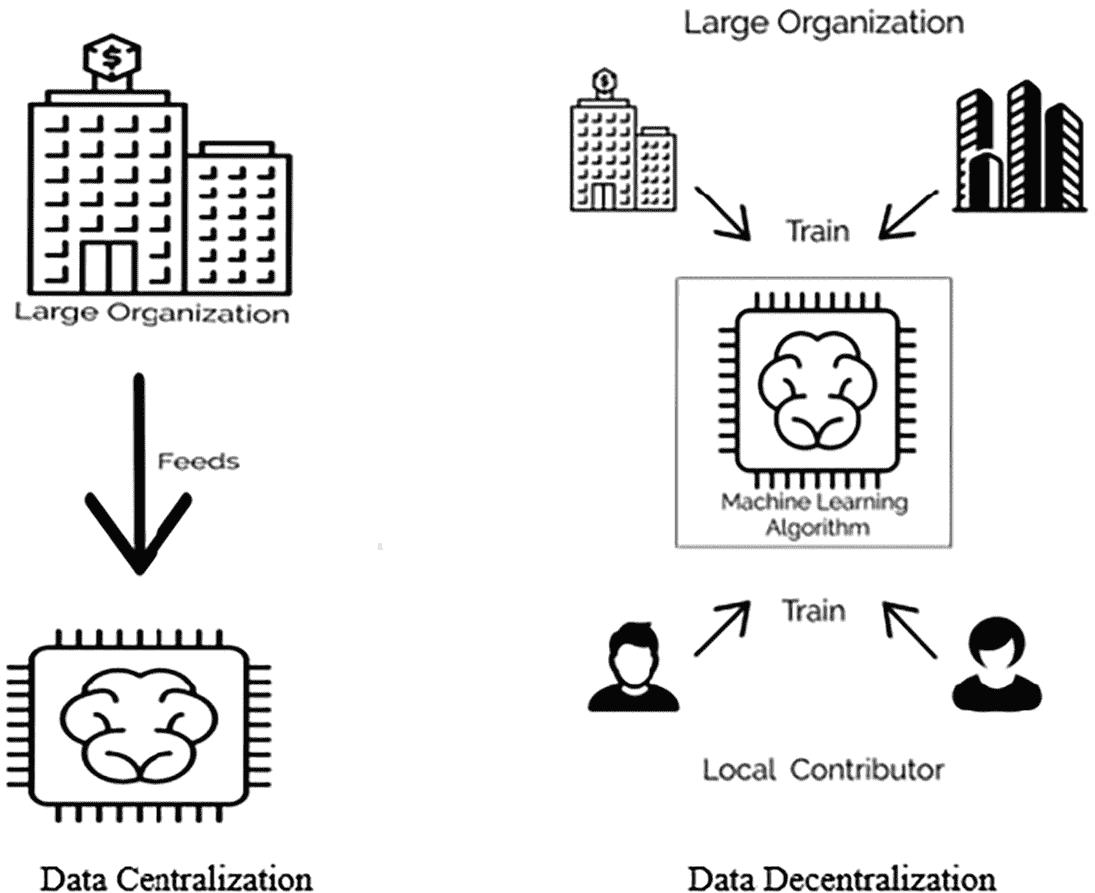 $
Large Organization
Feeds
Data Centralization
Large Organization
$
Train
Machine Learning
Algorithm
Train
Local Contributor
Data Decentralization